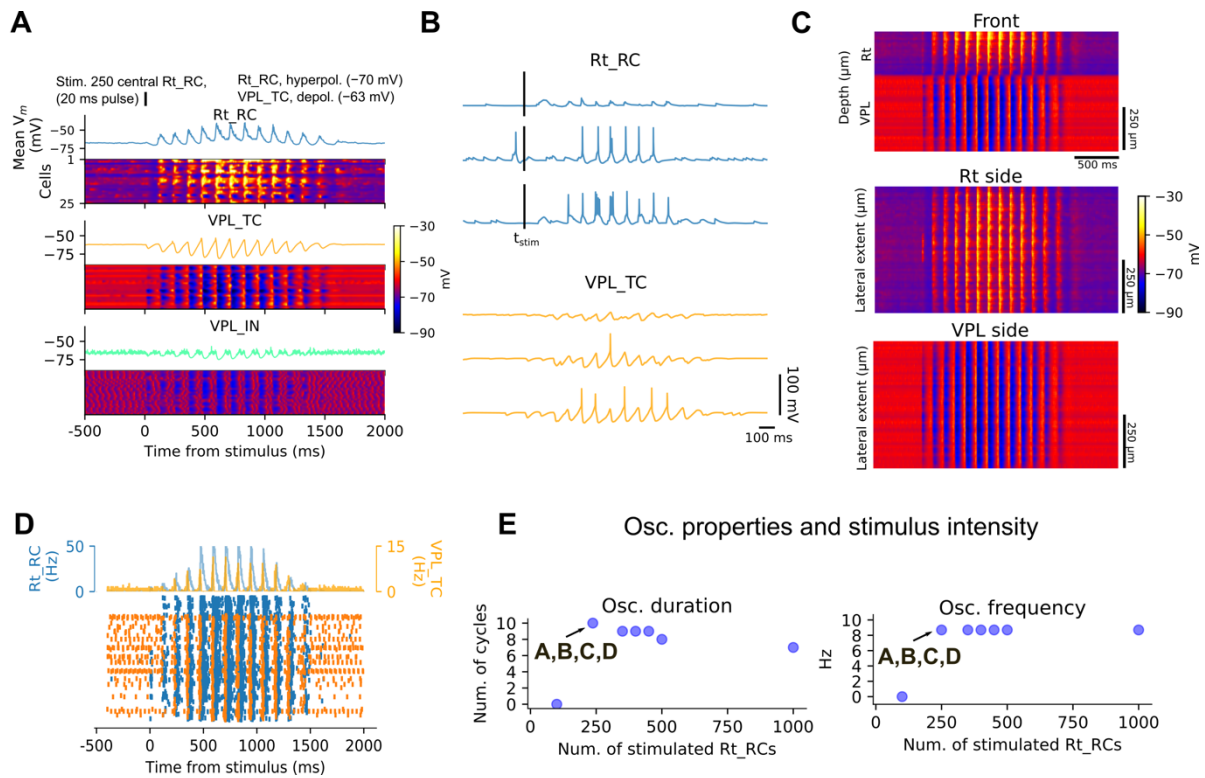 A
Stim. 250 central Rt_RC,
(20 ms pulse)
Rt_RC, hyperpol. (−70 mV)
VPL_TC, depol. (−63 mV)
Rt_RC
Mean Vm
(mV)
−50
−75
1
Cells
25
VPL_TC
−50
−75
−30
−50
−70
−90
mV
VPL_IN
−50
−75
-500
0
500
1000
1500
2000
Time from stimulus (ms)
B
Rt_RC
tstim
VPL_TC
100 mV
100 ms
C
Front
Depth (µm)
Rt
VPL
250 µm
500 ms
Rt side
Lateral extent (µm)
250 µm
−30
−50
−70
−90
mV
VPL side
Lateral extent (µm)
250 µm
D
Rt_RC
(Hz)
50
0
15
0
VPL_TC
(Hz)
-500
0
500
1000
1500
2000
Time from stimulus (ms)
E
Osc. properties and stimulus intensity
Osc. duration
Num. of cycles
10
8
6
4
2
0
A,B,C,D
0
250
500
750
1000
Num. of stimulated Rt_RCs
Osc. frequency
Hz
10
8
6
4
2
0
A,B,C,D
0
250
500
750
1000
Num. of stimulated Rt_RCs